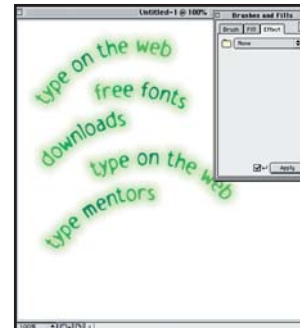 Untitled-1 @ 100%
Brushes and Fills
Brush Fill Effect
None
type on the web
free fonts
downloads
type on the web
type mentors
Apply
100%